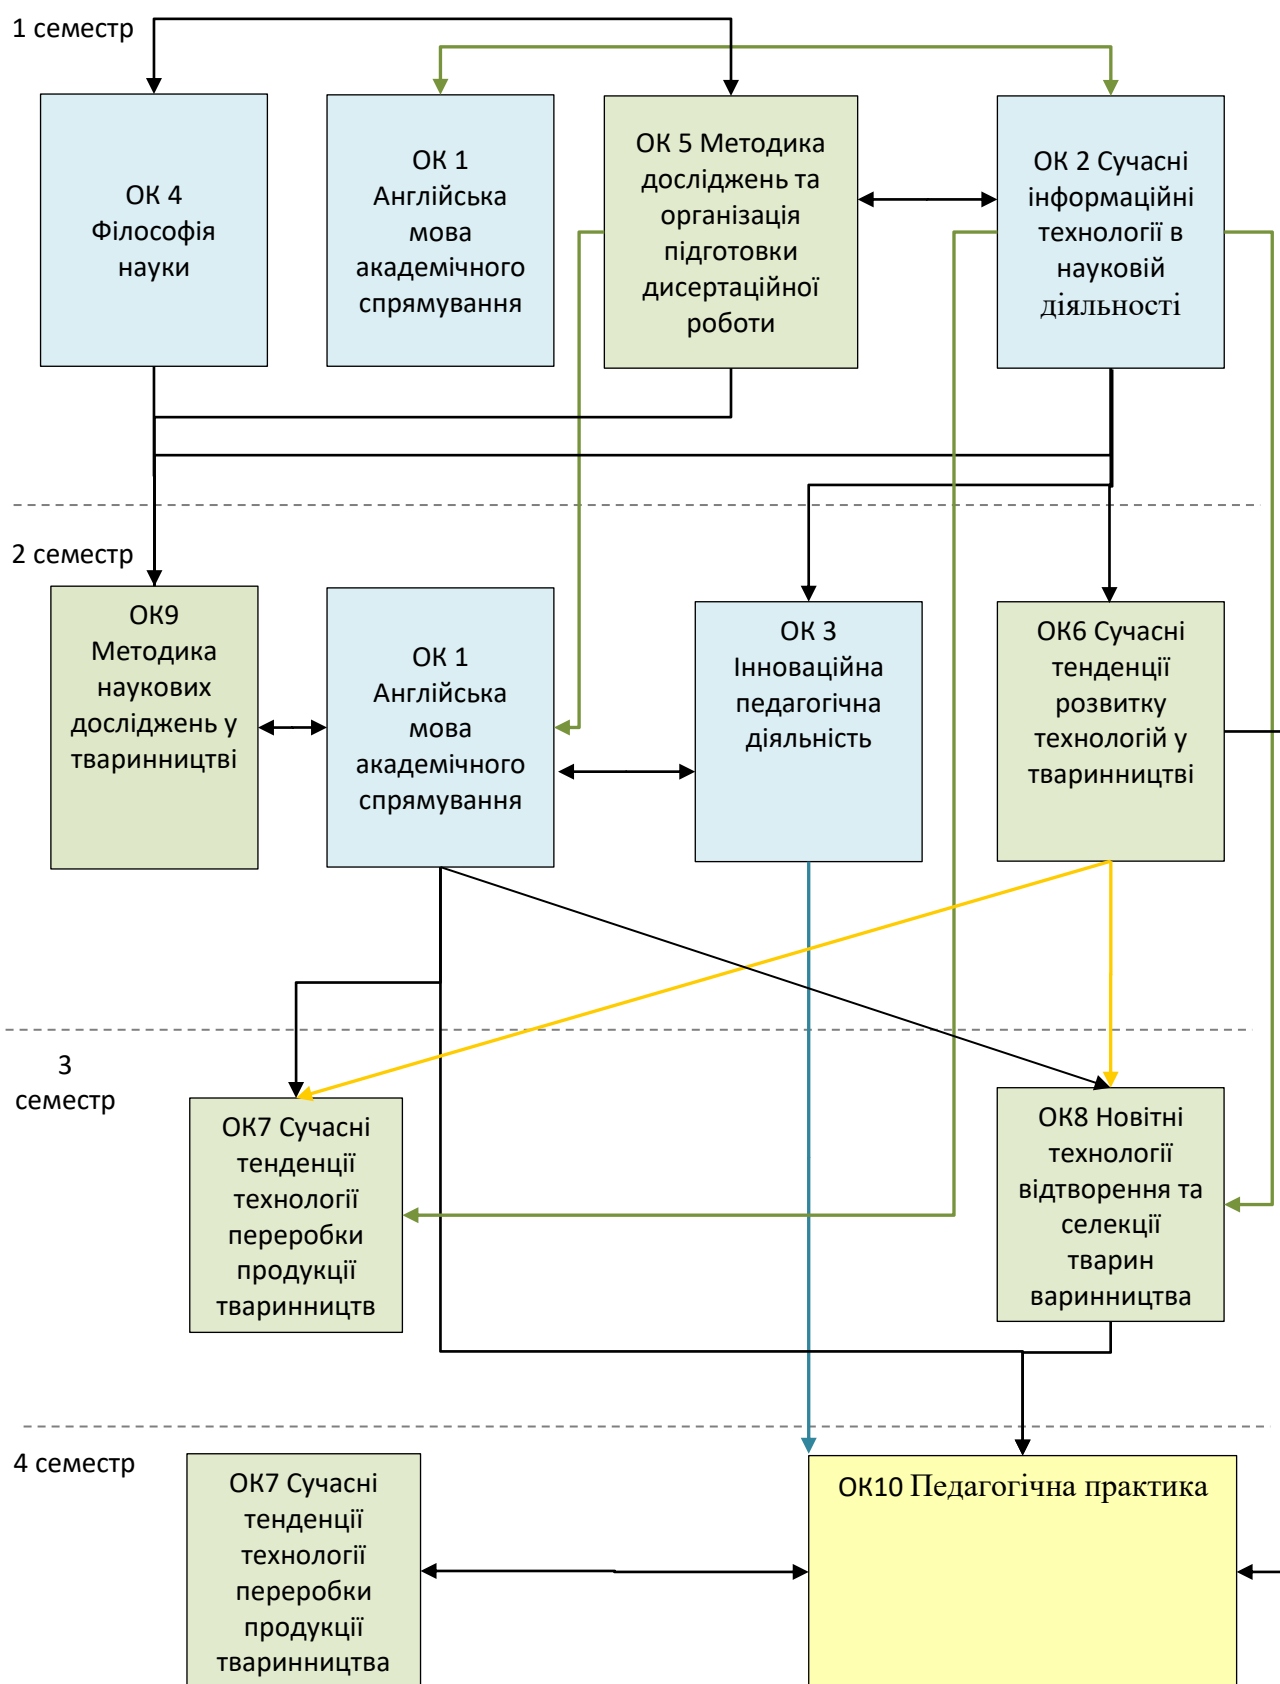 1 семестр
ОК 4
Філософія
науки
ОК 1
Англійська
мова
академічного
спрямування
ОК 5 Методика
досліджень та
організація
підготовки
дисертаційної
роботи
ОК 2 Сучасні
інформаційні
технології в
науковій
діяльності
2 семестр
ОК9
Методика
наукових
досліджень у
тваринництві
ОК 1
Англійська
мова
академічного
спрямування
ОК 3
Інноваційна
педагогічна
діяльність
ОК6 Сучасні
тенденції
розвитку
технологій у
тваринництві
3
семестр
ОК7 Сучасні
тенденції
технології
переробки
продукції
тваринництв
ОК8 Новітні
технології
відтворення та
селекції
тварин
варинництва
4 семестр
ОК7 Сучасні
тенденції
технології
переробки
продукції
тваринництва
ОК10 Педагогічна практика